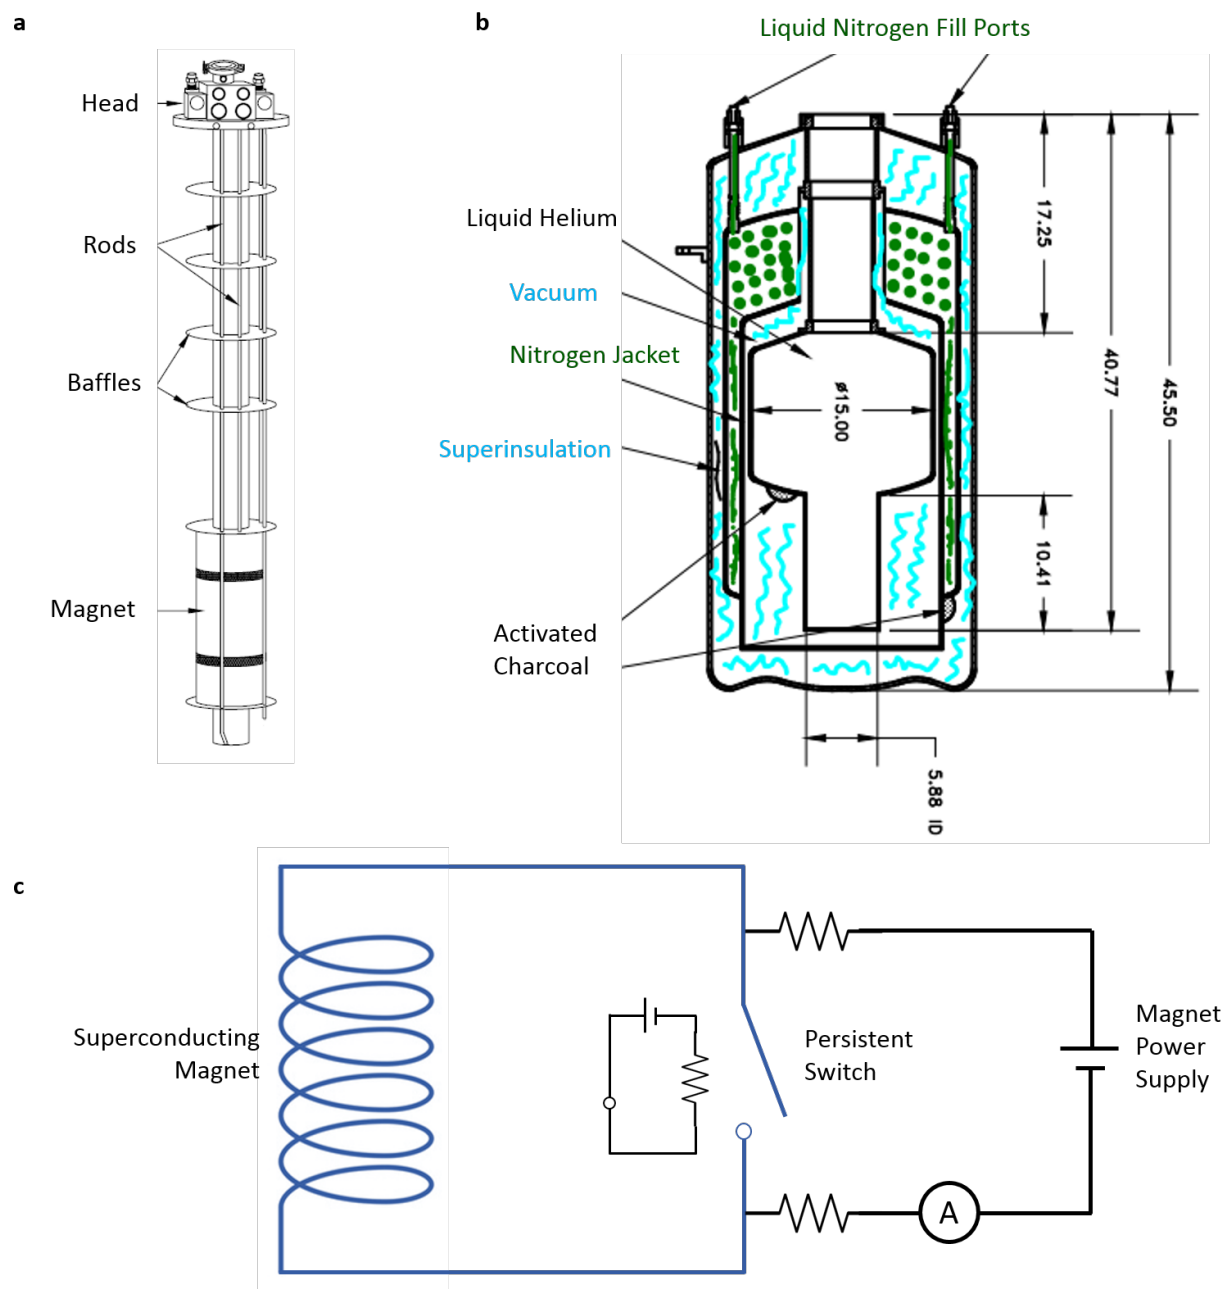 a
Head
Rods
Baffles
Magnet
b
Liquid Nitrogen Fill Ports
Liquid Helium
Vacuum
Nitrogen Jacket
Superinsulation
Activated
Charcoal
17.25
40.77
45.50
ø15.00
10.41
5.88 ID
c
Superconducting
Magnet
Persistent
Switch
Magnet
Power
Supply
A